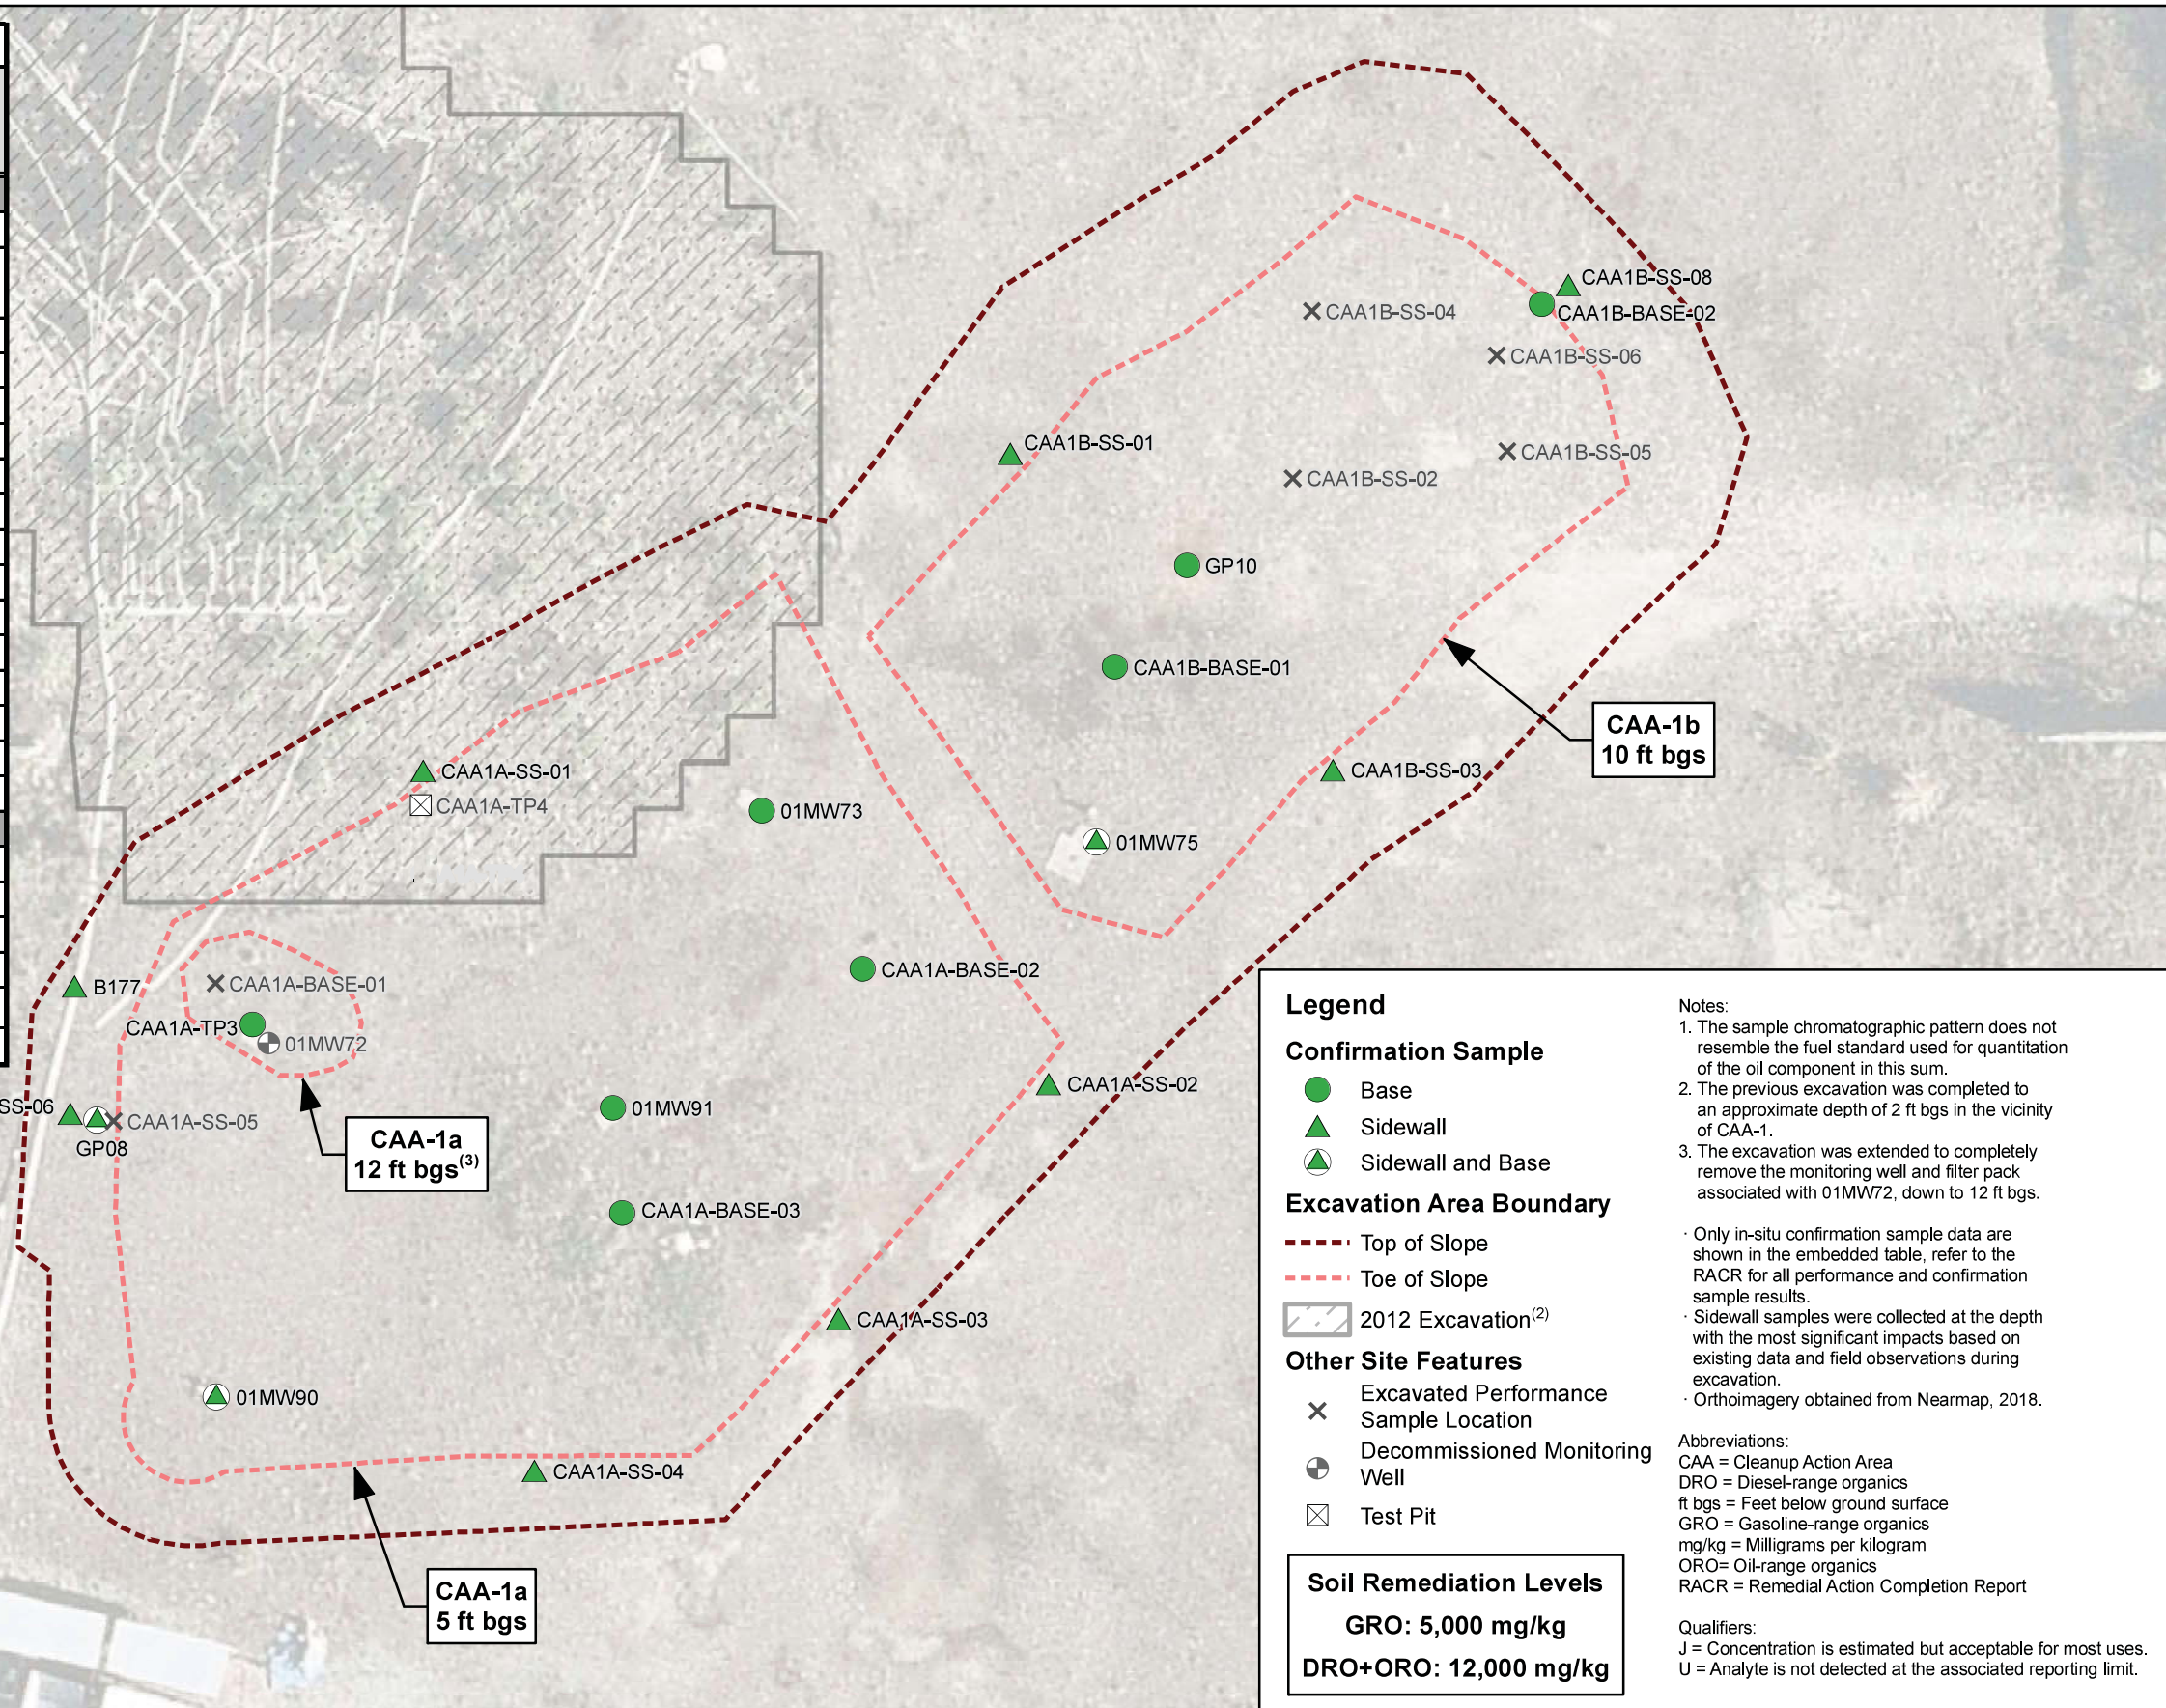 CAA1B-SS-08
CAA1B-BASE-02
CAA1B-SS-04
CAA1B-SS-06
CAA1B-SS-01
CAA1B-SS-05
CAA1B-SS-02
GP10
CAA1B-BASE-01
CAA-1b
10 ft bgs
CAA1A-SS-01
CAA1B-SS-03
CAA1A-TP4
01MW73
01MW75
CAA1A-BASE-02
B177
CAA1A-BASE-01
CAA1A-TP3
01MW72
CAA1A-SS-02
SS-06
CAA1A-SS-05
GP08
01MW91
CAA-1a
12 ft bgs(3)
CAA1A-BASE-03
CAA1A-SS-03
01MW90
CAA1A-SS-04
CAA-1a
5 ft bgs
Legend
Confirmation Sample
Base
Sidewall
Sidewall and Base
Excavation Area Boundary
Top of Slope
Toe of Slope
2012 Excavation(2)
Other Site Features
Excavated Performance
Sample Location
Decommissioned Monitoring
Well
Test Pit
Soil Remediation Levels
GRO: 5,000 mg/kg
DRO+ORO: 12,000 mg/kg
Notes:
1. The sample chromatographic pattern does not
resemble the fuel standard used for quantitation
of the oil component in this sum.
2. The previous excavation was completed to
an approximate depth of 2 ft bgs in the vicinity
of CAA-1.
3. The excavation was extended to completely
remove the monitoring well and filter pack
associated with 01MW72, down to 12 ft bgs.
· Only in-situ confirmation sample data are
shown in the embedded table, refer to the
RACR for all performance and confirmation
sample results.
· Sidewall samples were collected at the depth
with the most significant impacts based on
existing data and field observations during
excavation.
· Orthoimagery obtained from Nearmap, 2018.
Abbreviations:
CAA = Cleanup Action Area
DRO = Diesel-range organics
ft bgs = Feet below ground surface
GRO = Gasoline-range organics
mg/kg = Milligrams per kilogram
ORO= Oil-range organics
RACR = Remedial Action Completion Report
Qualifiers:
J = Concentration is estimated but acceptable for most uses.
U = Analyte is not detected at the associated reporting limit.